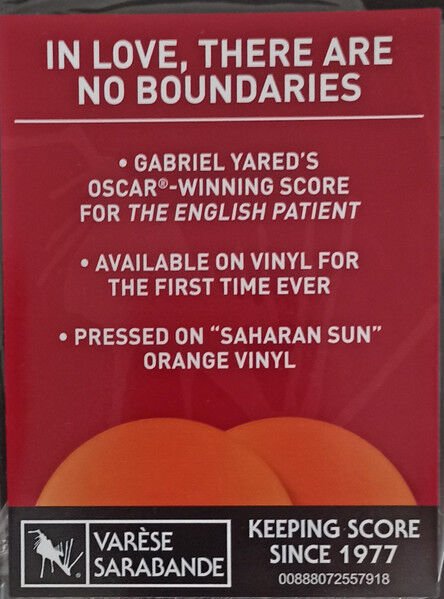 IN LOVE, THERE ARE
NO BOUNDARIES
• GABRIEL YARED'S
OSCAR®-WINNING SCORE
FOR THE ENGLISH PATIENT
• AVAILABLE ON VINYL FOR
THE FIRST TIME EVER
• PRESSED ON “SAHARAN SUN”
ORANGE VINYL
VARÈSE
SARABANDE
®
KEEPING SCORE
SINCE 1977
00888072557918